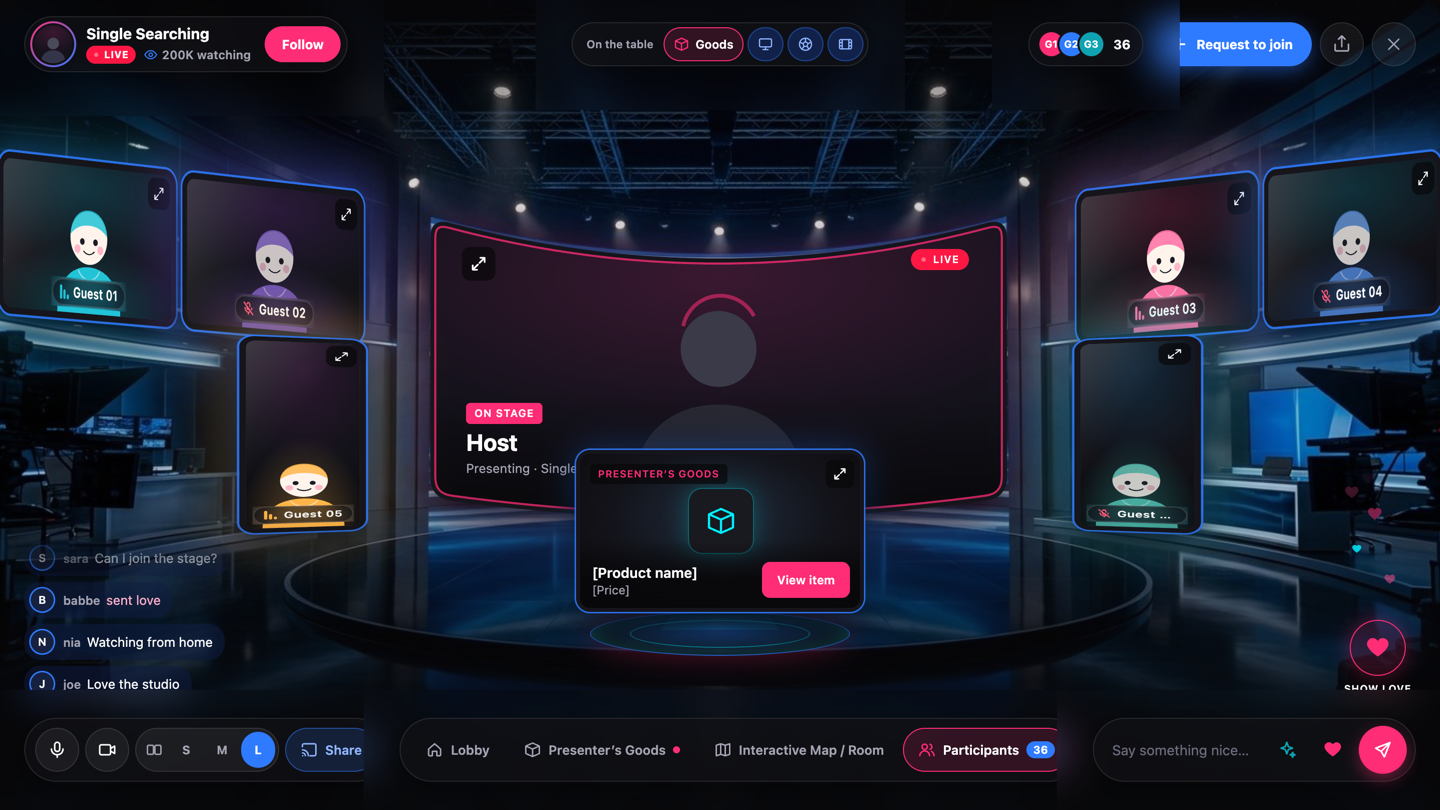 Single Searching
LIVE
200K watching
Follow
On the table
Goods
G1 G2 G3 36
Request to join
Guest 01
Guest 02
Guest 03
Guest 04
Guest 05
Guest ...
LIVE
ON STAGE
Host
Presenting · Single
PRESENTER'S GOODS
[Product name]
[Price]
View item
S sara Can I join the stage?
B babbe sent love
N nia Watching from home
J joe Love the studio
SHOW LOVE
S M L
Share
Lobby
Presenter's Goods
Interactive Map / Room
Participants 36
Say something nice...